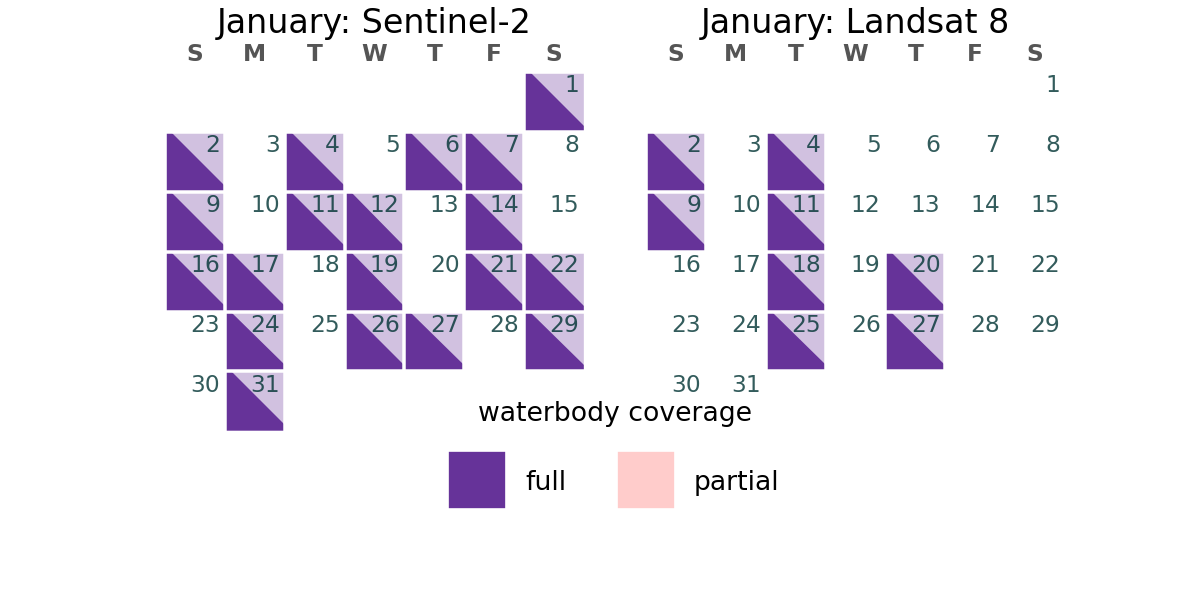 January: Sentinel-2
S M T W T F S
1
2 3 4 5 6 7 8
9 10 11 12 13 14 15
16 17 18 19 20 21 22
23 24 25 26 27 28 29
30 31
January: Landsat 8
S M T W T F S
1
2 3 4 5 6 7 8
9 10 11 12 13 14 15
16 17 18 19 20 21 22
23 24 25 26 27 28 29
30 31
waterbody coverage
full partial